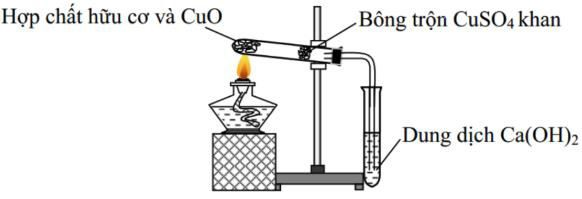 Hợp chất hữu cơ và CuO
Bông trộn CuSO₄ khan
Dung dịch Ca(OH)₂